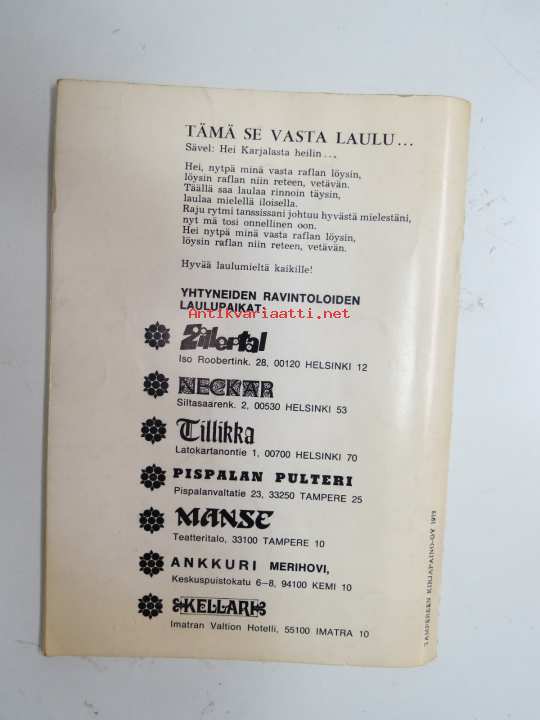 TÄMÄ SE VASTA LAULU...
Sävel: Hei Karjalasta heilin...
Hei, nytpä minä vasta raflan löysin,
löysin raflan niin reteen, vetävän.
Täällä saa laulaa rinnoin täysin,
laulaa mielellä iloisella.
Raju rytmi tanssissani johtuu hyvästä mielestäni,
nyt mä tosi onnellinen oon.
Hei nytpä minä vasta raflan löysin,
löysin raflan niin reteen, vetävän.
Hyvää laulumieltä kaikille!
YHTYNEIDEN RAVINTOLOIDEN
LAULUPAIKAT:
Antikvariaatti.net
Zillertal
Iso Roobertink. 28, 00120 HELSINKI 12
NECKAR
Siltasaarenk. 2, 00530 HELSINKI 53
Tillikka
Latokartanontie 1, 00700 HELSINKI 70
PISPALAN PULTERI
Pispalanvaltatie 23, 33250 TAMPERE 25
MANSE
Teatteritalo, 33100 TAMPERE 10
ANKKURI MERIHOVI,
Keskuspuistokatu 6–8, 94100 KEMI 10
KELLARI
Imatran Valtion Hotelli, 55100 IMATRA 10
TAMPEREEN KIRJAPAINO-OY 1975